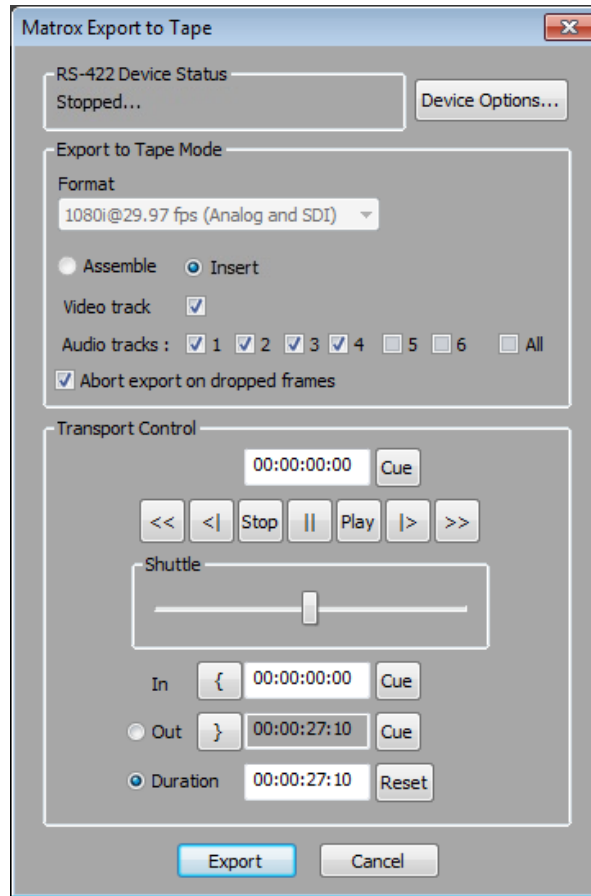 Matrox Export to Tape
RS-422 Device Status
Stopped...
Device Options...
Export to Tape Mode
Format
1080i@29.97 fps (Analog and SDI)
Assemble Insert
Video track
Audio tracks : 1 2 3 4 5 6 All
Abort export on dropped frames
Transport Control
00:00:00:00 Cue
<< <| Stop || Play |> >>
Shuttle
In { 00:00:00:00 Cue
Out } 00:00:27:10 Cue
Duration 00:00:27:10 Reset
Export Cancel